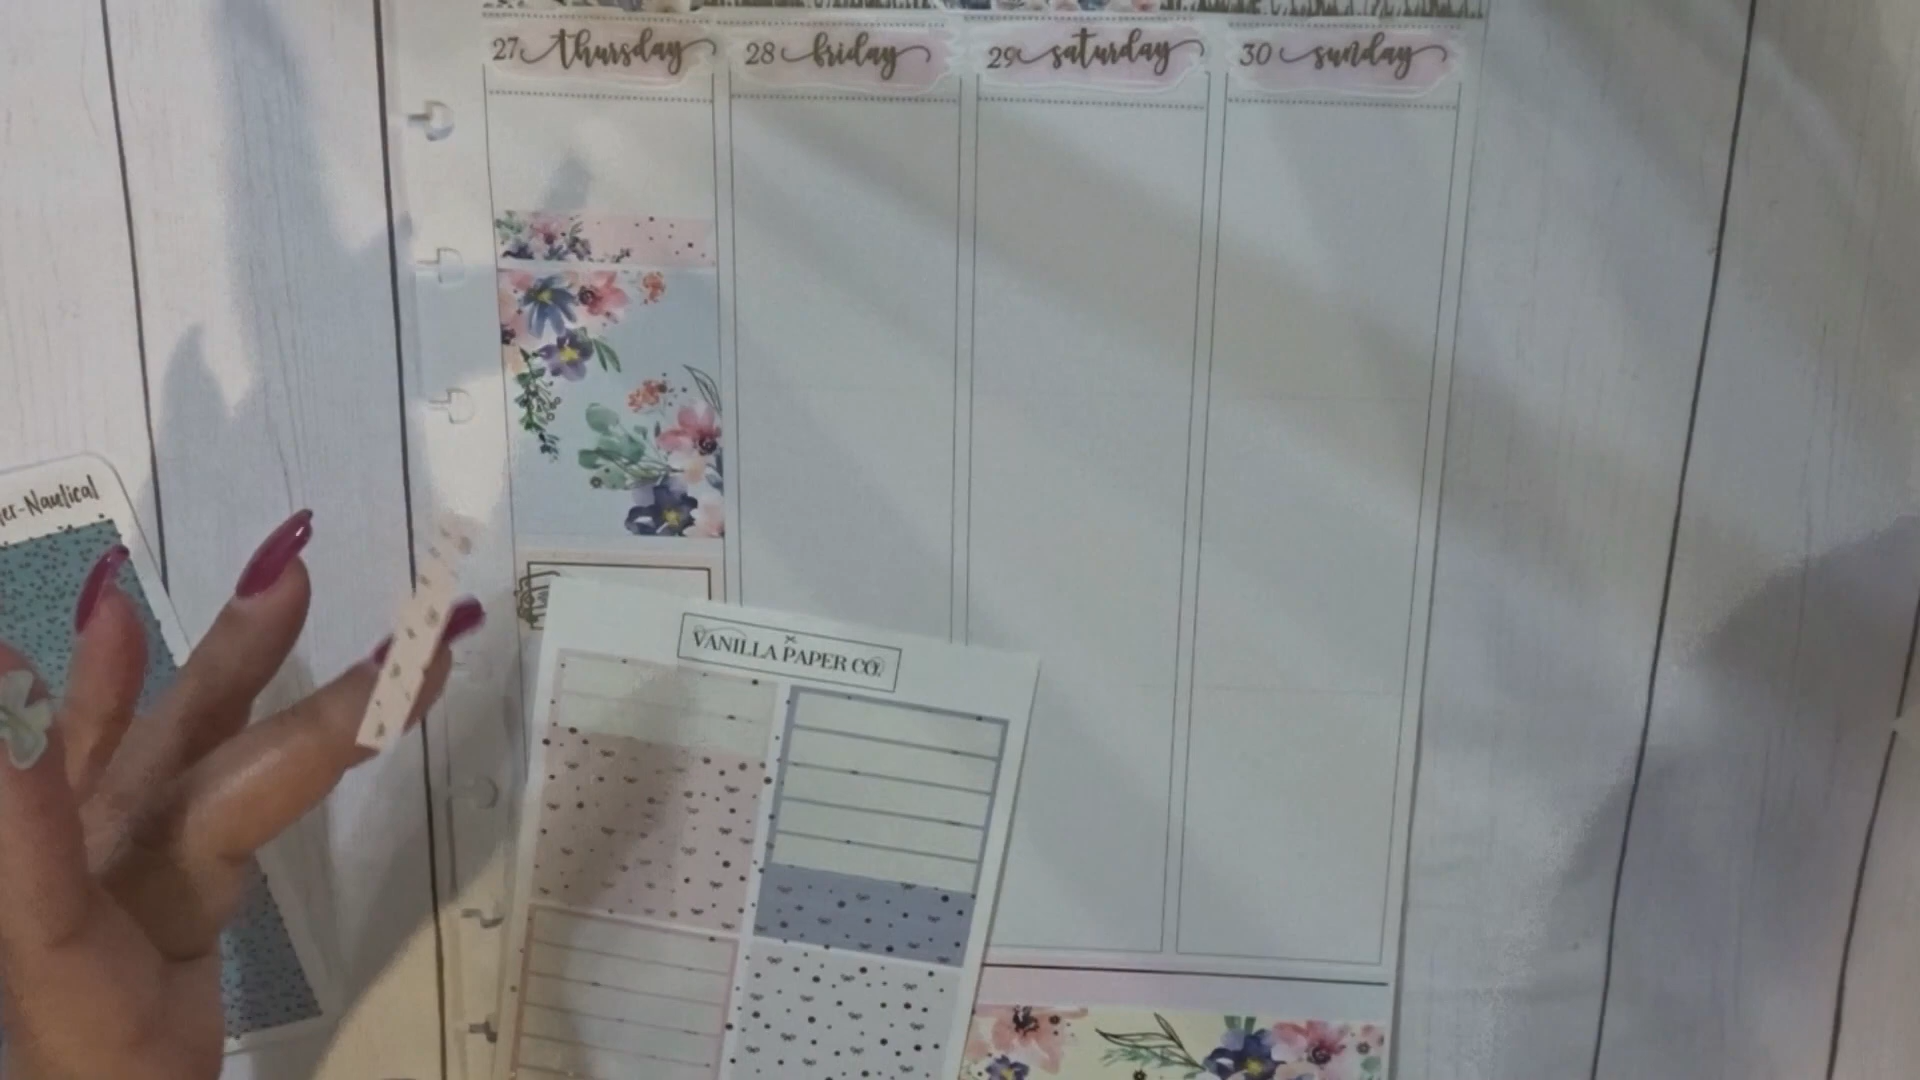 27 thursday
28 friday
29 saturday
30 sunday
-Nautical
VANILLA PAPER CO.